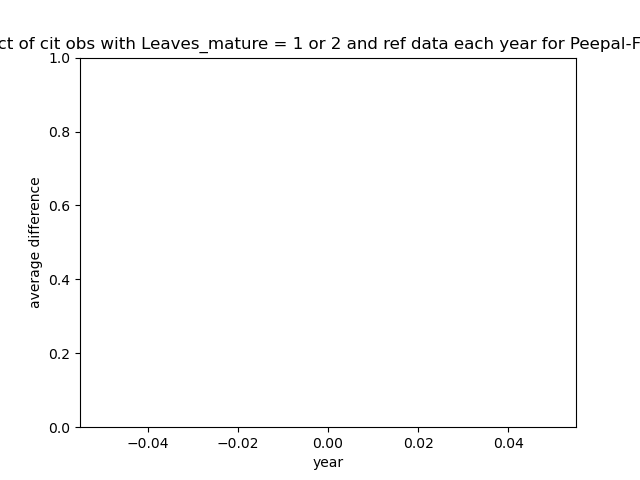 ct of cit obs with Leaves_mature = 1 or 2 and ref data each year for Peepal-F
1.0
0.8
0.6
0.4
0.2
0.0
average difference
−0.04 −0.02 0.00 0.02 0.04
year